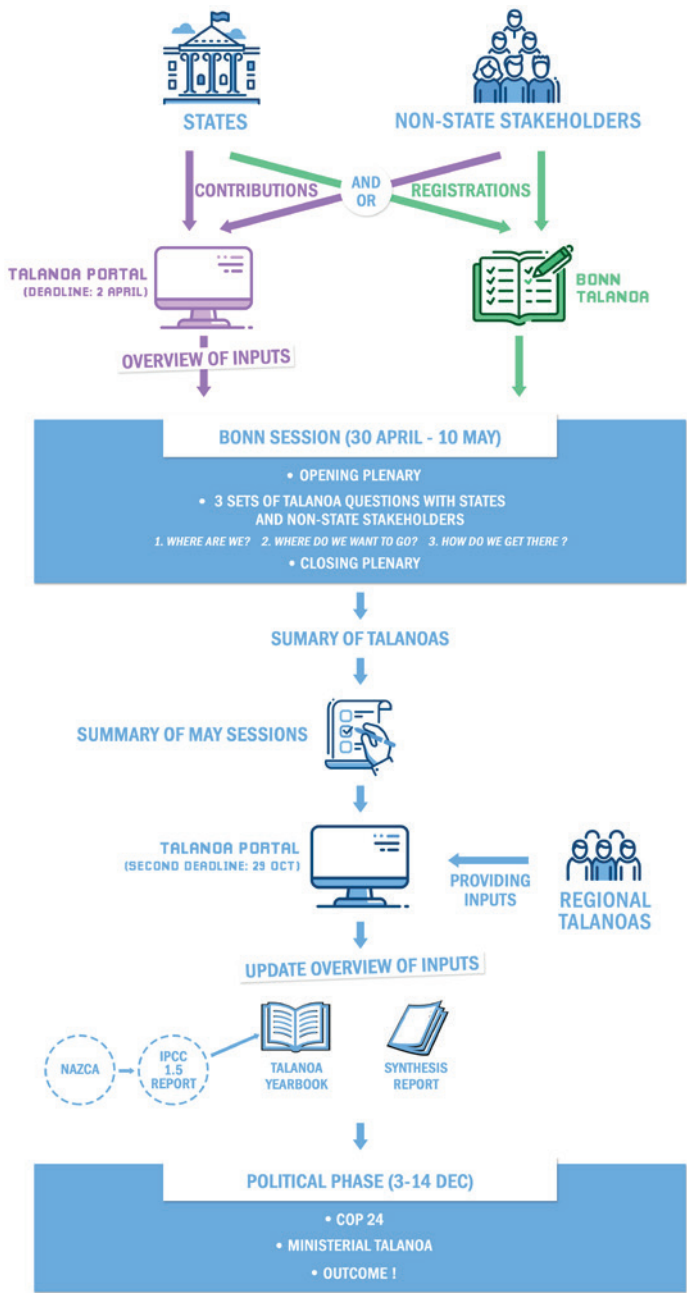 STATES
NON-STATE STAKEHOLDERS
CONTRIBUTIONS
AND
OR
REGISTRATIONS
TALANOA PORTAL
(DEADLINE: 2 APRIL)
BONN
TALANOA
OVERVIEW OF INPUTS
BONN SESSION (30 APRIL - 10 MAY)
• OPENING PLENARY
• 3 SETS OF TALANOA QUESTIONS WITH STATES
AND NON-STATE STAKEHOLDERS
1. WHERE ARE WE? 2. WHERE DO WE WANT TO GO? 3. HOW DO WE GET THERE ?
• CLOSING PLENARY
SUMARY OF TALANOAS
SUMMARY OF MAY SESSIONS
TALANOA PORTAL
(SECOND DEADLINE: 29 OCT)
PROVIDING
INPUTS
REGIONAL
TALANOAS
UPDATE OVERVIEW OF INPUTS
NAZCA
IPCC
1.5
REPORT
TALANOA
YEARBOOK
SYNTHESIS
REPORT
POLITICAL PHASE (3-14 DEC)
• COP 24
• MINISTERIAL TALANOA
• OUTCOME !